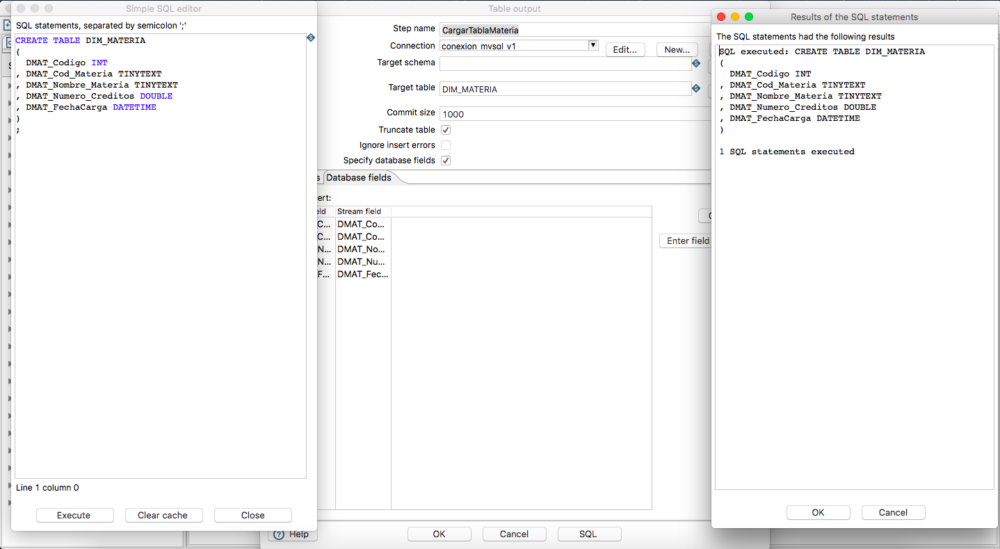 Simple SQL editor
SQL statements, separated by semicolon ';'
CREATE TABLE DIM_MATERIA
(
  DMAT_Codigo INT
, DMAT_Cod_Materia TINYTEXT
, DMAT_Nombre_Materia TINYTEXT
, DMAT_Numero_Creditos DOUBLE
, DMAT_FechaCarga DATETIME
)
;
Line 1 column 0
Execute
Clear cache
Close
Table output
Step name
CargarTablaMateria
Connection
conexion_mysql_v1
Edit...
New...
Target schema
Target table
DIM_MATERIA
Commit size
1000
Truncate table
Ignore insert errors
Specify database fields
Database fields
ert:
eld
Stream field
C... DMAT_Co...
C... DMAT_Co...
N... DMAT_No...
N... DMAT_Nu...
F... DMAT_Fec...
Enter field
Help
OK
Cancel
SQL
Results of the SQL statements
The SQL statements had the following results
SQL executed: CREATE TABLE DIM_MATERIA
(
  DMAT_Codigo INT
, DMAT_Cod_Materia TINYTEXT
, DMAT_Nombre_Materia TINYTEXT
, DMAT_Numero_Creditos DOUBLE
, DMAT_FechaCarga DATETIME
)
1 SQL statements executed
OK
Cancel